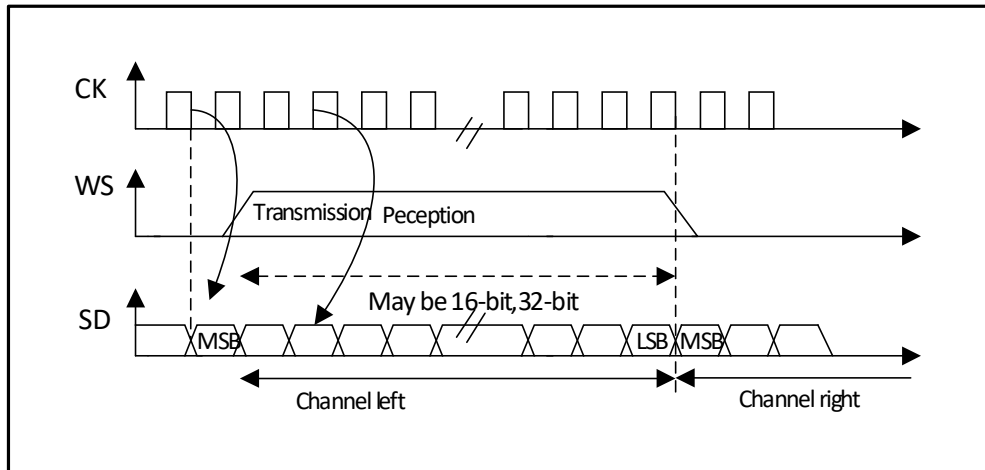 CK
WS
Transmission Peception
May be 16-bit,32-bit
SD
MSB
LSB
MSB
Channel left
Channel right